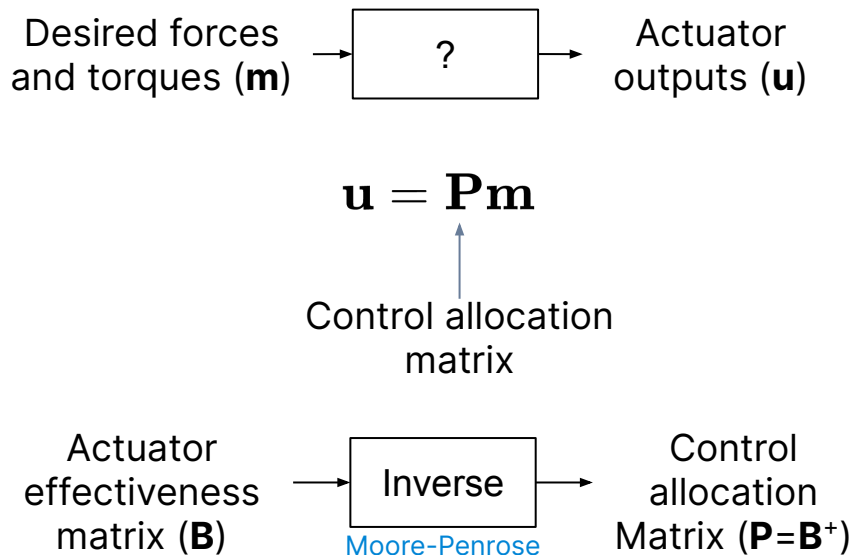 Desired forces
and torques (m)
?
Actuator
outputs (u)
u = Pm
Control allocation
matrix
Actuator
effectiveness
matrix (B)
Inverse
Moore-Penrose
Control
allocation
Matrix (P=B⁺)